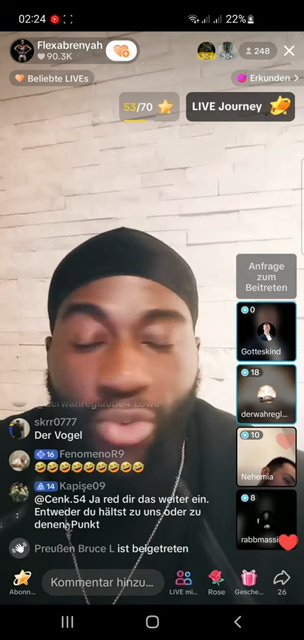 02:24
22%
Flexabrenyah
90.3K
248
Beliebte LIVEs
Erkunden >
53/70
LIVE Journey
Anfrage
zum
Beitreten
0
Gotteskind
18
derwahregl...
10
Nehemia
8
rabbmassi
skrr0777
Der Vogel
16 FenomenoR9
🤣🤣🤣🤣🤣🤣🤣🤣🤣
14 Kapise09
@Cenk.54 Ja red dir das weiter ein.
Entweder du hältst zu uns oder zu
denen. Punkt
Preußen Bruce L ist beigetreten
Abonn...
Kommentar hinzu...
LIVE mi...
Rose
Gesche...
26